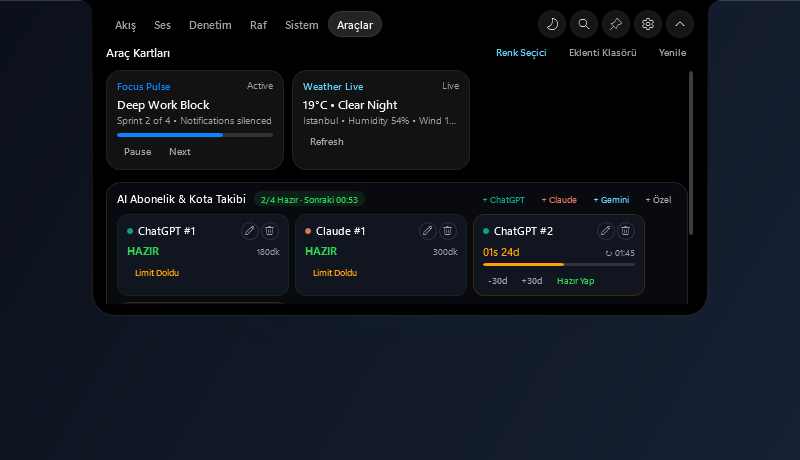 Akış Ses Denetim Raf Sistem Araçlar
Araç Kartları Renk Seçici Eklenti Klasörü Yenile
Focus Pulse Active
Deep Work Block
Sprint 2 of 4 • Notifications silenced
Pause Next
Weather Live Live
19°C • Clear Night
Istanbul • Humidity 54% • Wind 1...
Refresh
AI Abonelik & Kota Takibi 2/4 Hazır · Sonraki 00:53 + ChatGPT + Claude + Gemini + Özel
ChatGPT #1
HAZIR 180dk
Limit Doldu
Claude #1
HAZIR 300dk
Limit Doldu
ChatGPT #2
01s 24d ↻ 01:45
-30d +30d Hazır Yap